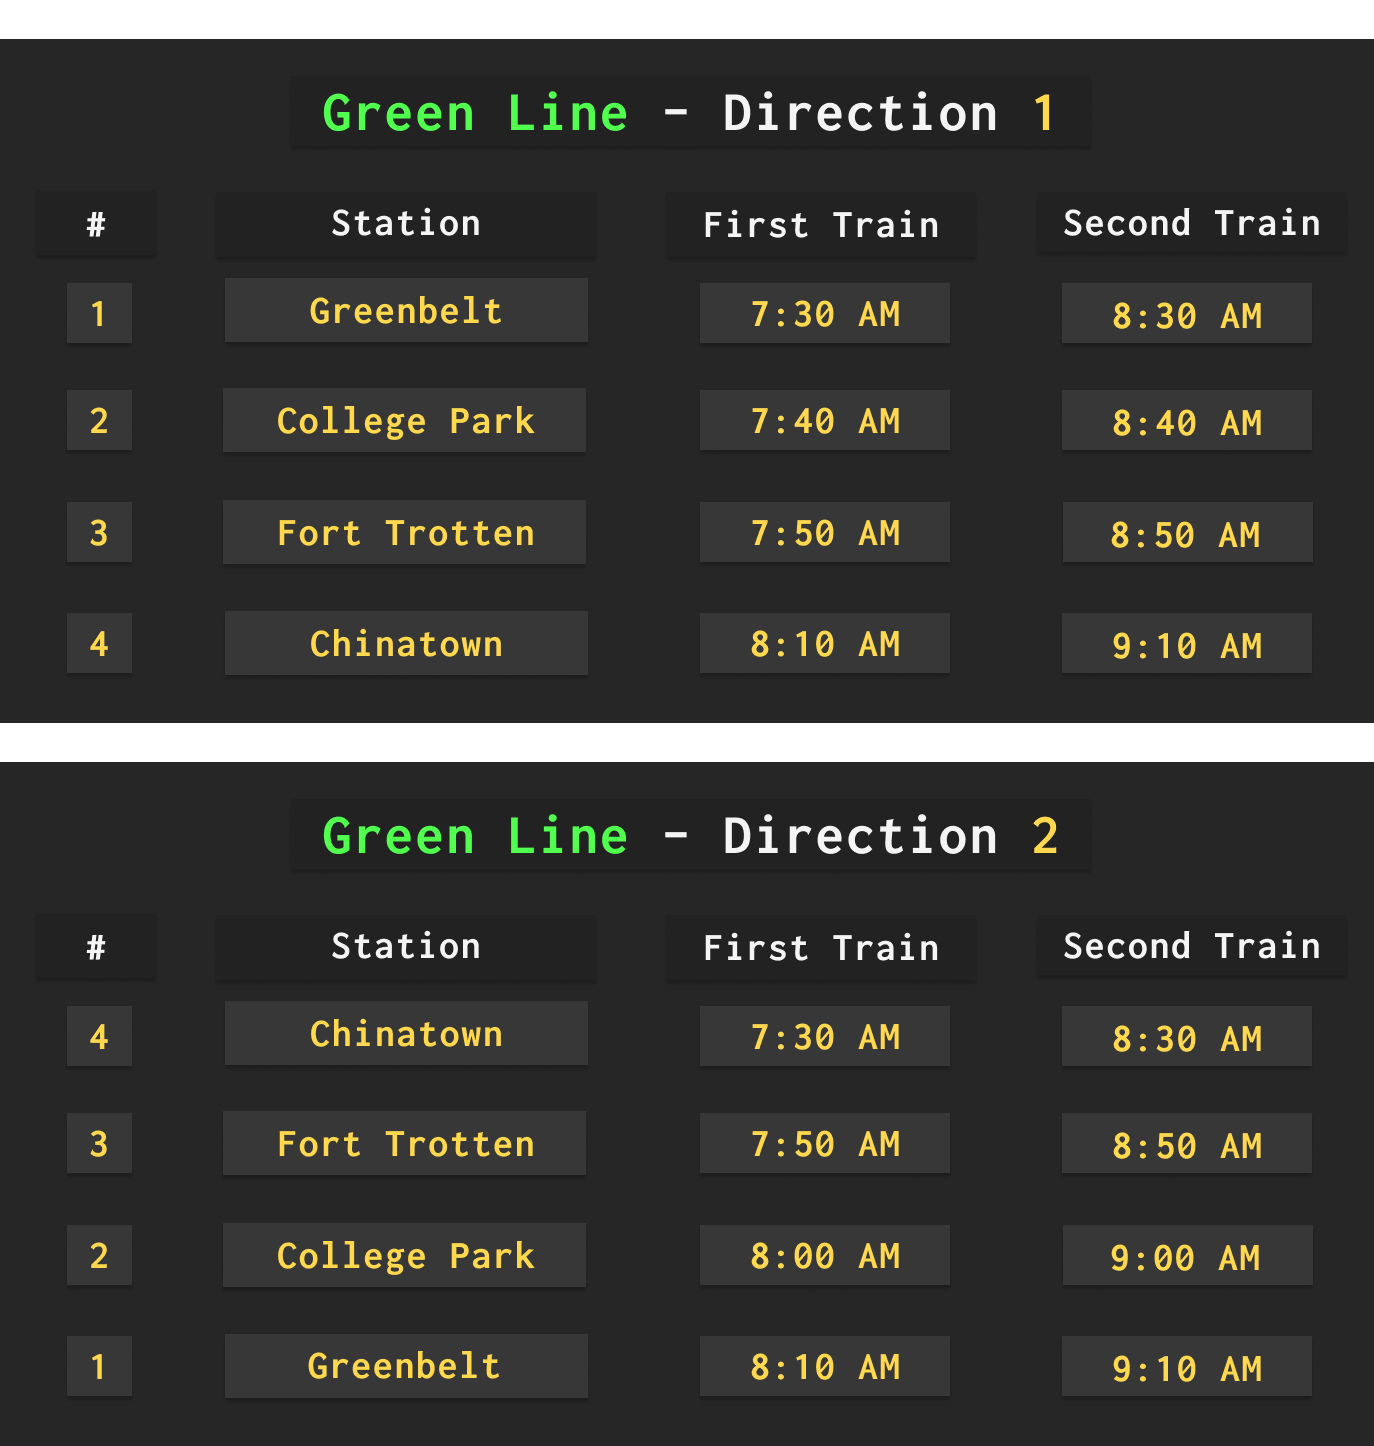 Green Line - Direction 1
# Station First Train Second Train
1 Greenbelt 7:30 AM 8:30 AM
2 College Park 7:40 AM 8:40 AM
3 Fort Trotten 7:50 AM 8:50 AM
4 Chinatown 8:10 AM 9:10 AM
Green Line - Direction 2
# Station First Train Second Train
4 Chinatown 7:30 AM 8:30 AM
3 Fort Trotten 7:50 AM 8:50 AM
2 College Park 8:00 AM 9:00 AM
1 Greenbelt 8:10 AM 9:10 AM